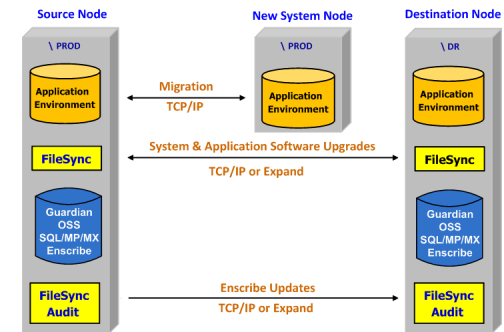 Source Node
New System Node
Destination Node
\ PROD
\ PROD
\ DR
Application
Environment
Migration
TCP/IP
Application
Environment
Application
Environment
FileSync
System & Application Software Upgrades
TCP/IP or Expand
FileSync
Guardian
OSS
SQL/MP/MX
Enscribe
Guardian
OSS
SQL/MP/MX
Enscribe
FileSync
Audit
Enscribe Updates
TCP/IP or Expand
FileSync
Audit